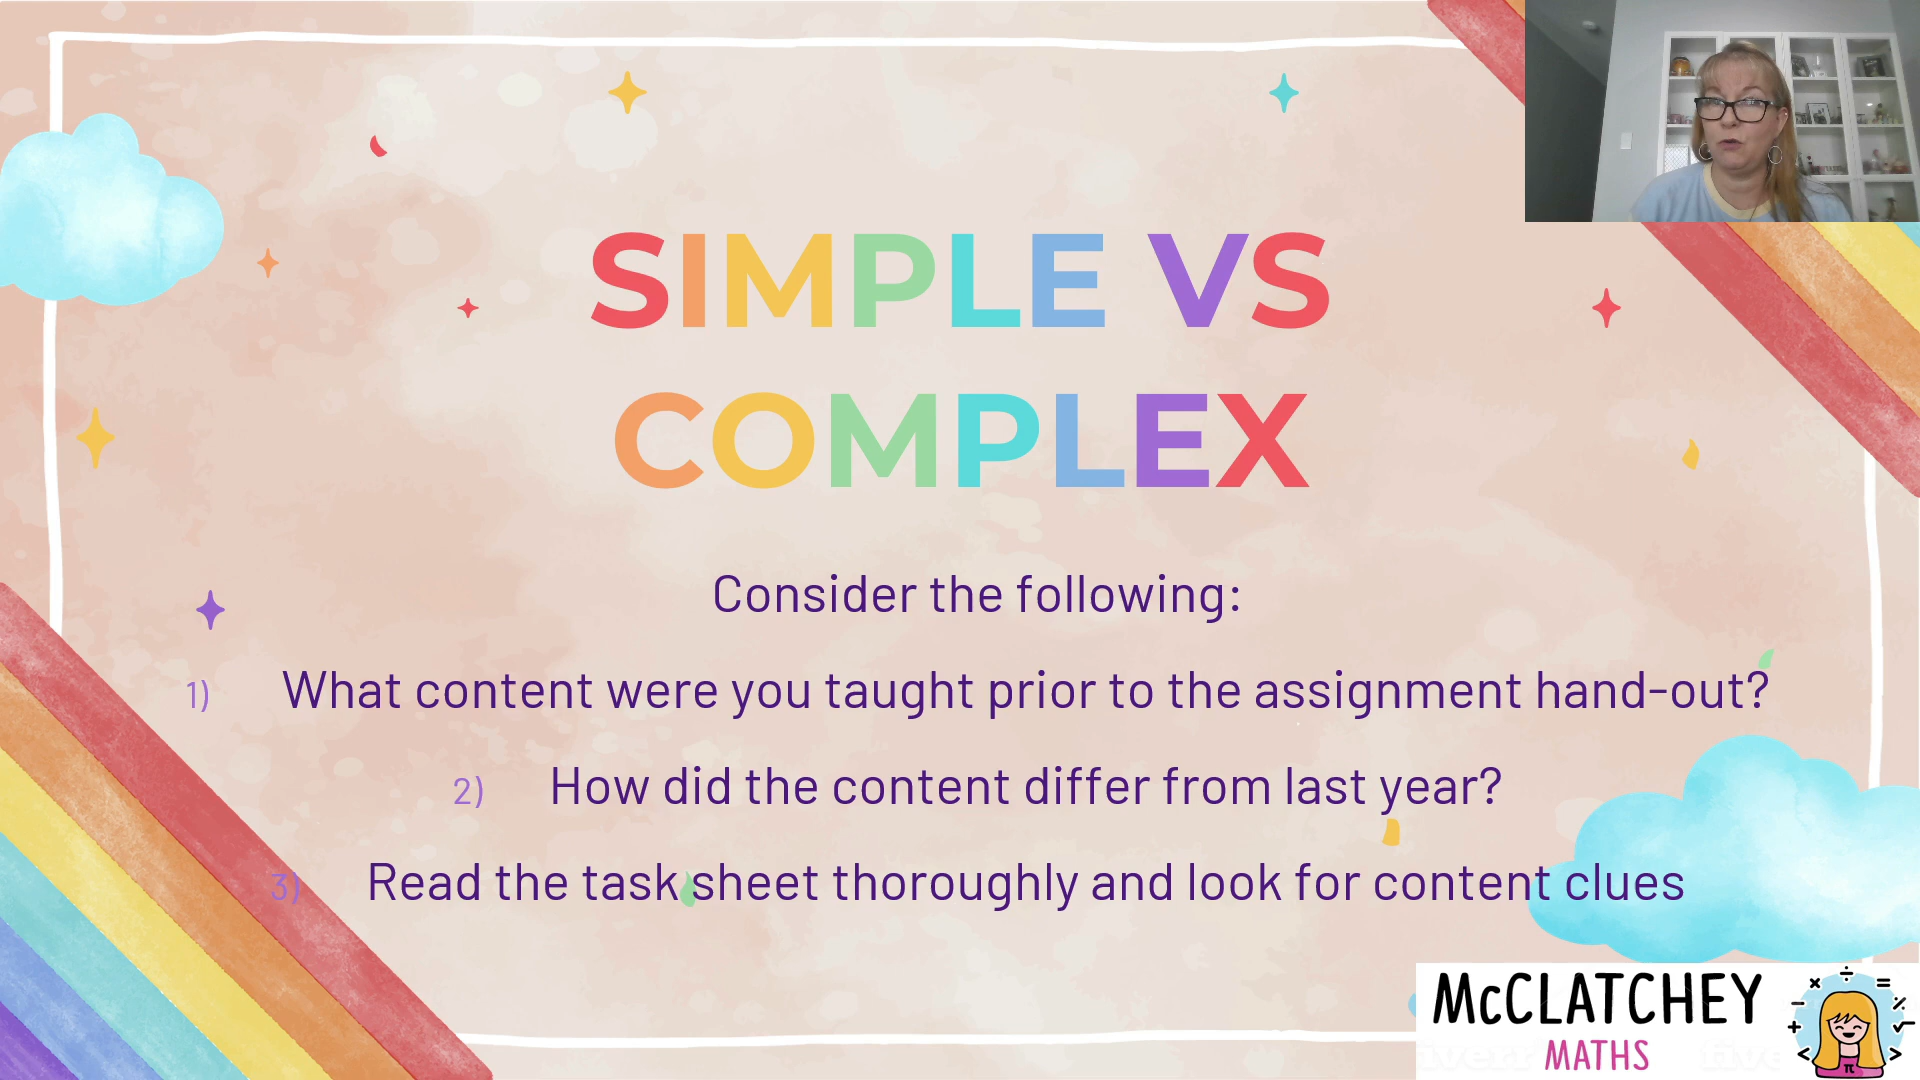 SIMPLE VS
COMPLEX
Consider the following:
1) What content were you taught prior to the assignment hand-out?
2) How did the content differ from last year?
3) Read the task sheet thoroughly and look for content clues
McCLATCHEY
MATHS